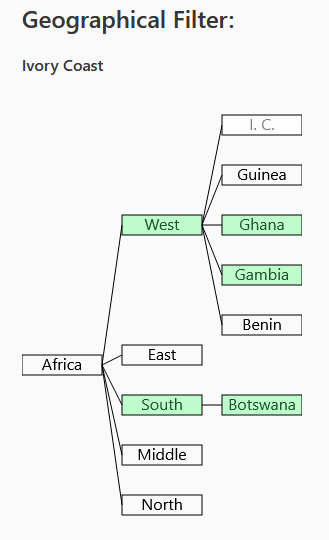 Geographical Filter:
Ivory Coast
I. C.
Guinea
West
Ghana
Gambia
Benin
East
Africa
South
Botswana
Middle
North